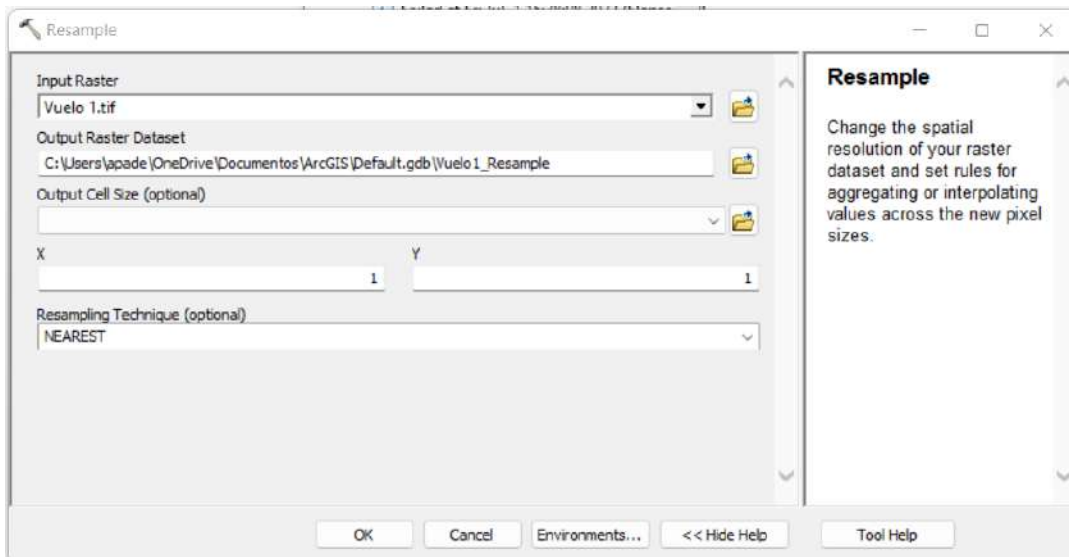 Resample
Input Raster
Vuelo 1.tif
Output Raster Dataset
C:\Users\apade\OneDrive\Documentos\ArcGIS\Default.gdb\Vuelo1_Resample
Output Cell Size (optional)
X Y
1 1
Resampling Technique (optional)
NEAREST
OK Cancel Environments... << Hide Help Tool Help
Resample
Change the spatial
resolution of your raster
dataset and set rules for
aggregating or interpolating
values across the new pixel
sizes.